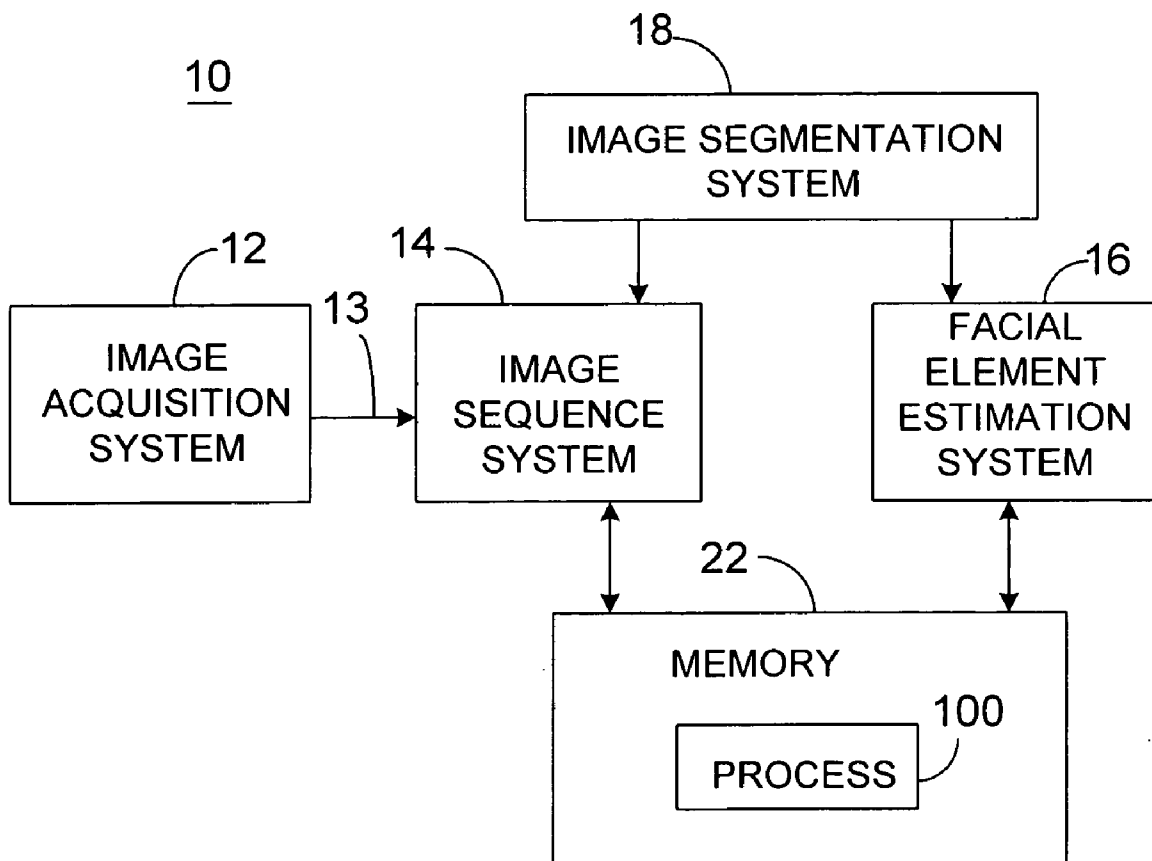 10
18
IMAGE SEGMENTATION
SYSTEM
12
13
14
16
IMAGE
ACQUISITION
SYSTEM
IMAGE
SEQUENCE
SYSTEM
FACIAL
ELEMENT
ESTIMATION
SYSTEM
22
MEMORY
100
PROCESS